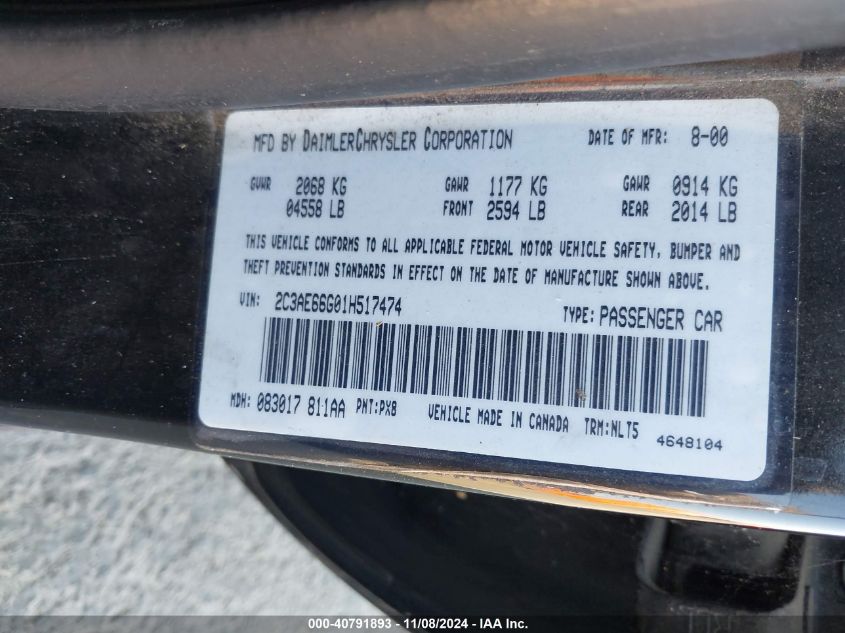 MFD BY DAIMLERCHRYSLER CORPORATION DATE OF MFR: 8-00
GVWR 2068 KG GAWR 1177 KG GAWR 0914 KG
04558 LB FRONT 2594 LB REAR 2014 LB
THIS VEHICLE CONFORMS TO ALL APPLICABLE FEDERAL MOTOR VEHICLE SAFETY, BUMPER AND
THEFT PREVENTION STANDARDS IN EFFECT ON THE DATE OF MANUFACTURE SHOWN ABOVE.
VIN: 2C3AE66G01H517474 TYPE: PASSENGER CAR
MDH: 083017 811AA PNT:PX8 VEHICLE MADE IN CANADA TRM:NLT5 4648104
000-40791893 - 11/08/2024 - IAA Inc.